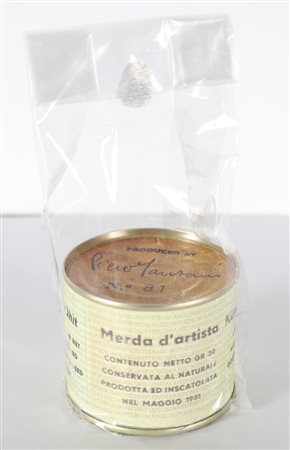 PRODUCED BY
Piero Manzoni
No 81
Merda d'artista
CONTENUTO NETTO GR 30
CONSERVATA AL NATURALE
PRODOTTA ED INSCATOLATA
NEL MAGGIO 1961